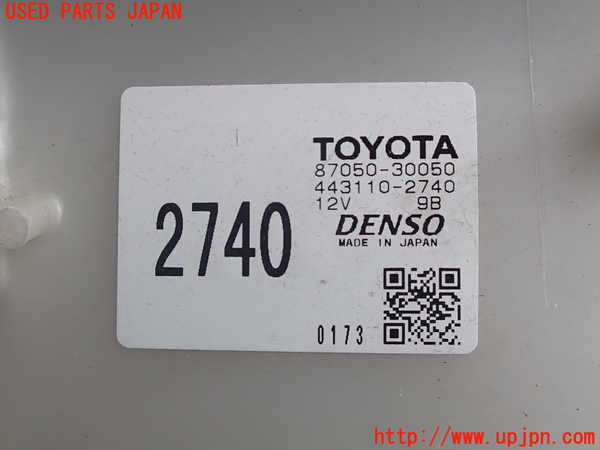 USED PARTS JAPAN
TOYOTA
87050-30050
443110-2740
12V 9B
2740
DENSO
MADE IN JAPAN
0173
http://www.upjpn.com/